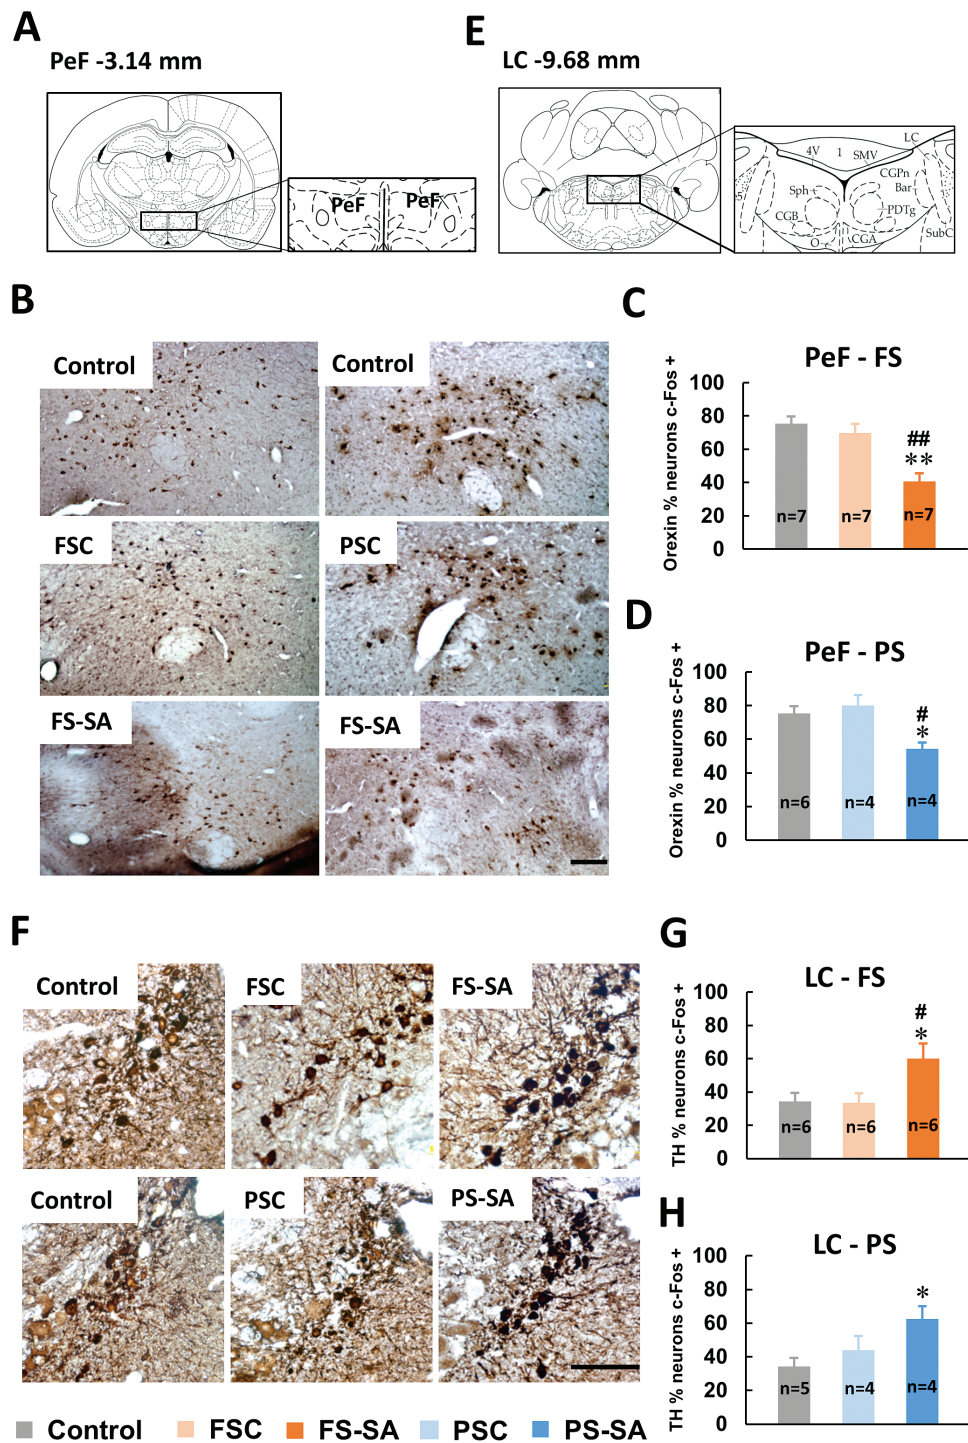 A
PeF -3.14 mm
PeF
PeF
E
LC -9.68 mm
LC
4V
1
SMV
CGPn
Bar
Sph
PDTg
CGB
SubC
O
CGA
B
Control
Control
FSC
PSC
FS-SA
FS-SA
C
PeF - FS
Orexin % neurons c-Fos +
100
80
60
40
20
0
##
**
n=7
n=7
n=7
D
PeF - PS
Orexin % neurons c-Fos +
100
80
60
40
20
0
#
*
n=6
n=4
n=4
F
Control
FSC
FS-SA
Control
PSC
PS-SA
G
LC - FS
TH % neurons c-Fos +
100
80
60
40
20
0
#
*
n=6
n=6
n=6
H
LC - PS
TH % neurons c-Fos +
100
80
60
40
20
0
*
n=5
n=4
n=4
Control
FSC
FS-SA
PSC
PS-SA